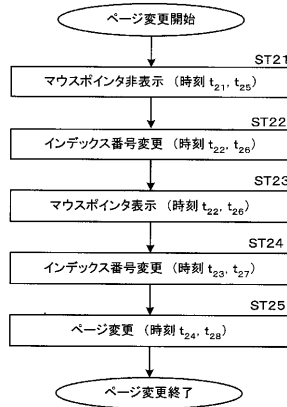 ページ変更開始
ST21
マウスポインタ非表示（時刻 t21, t25）
ST22
インデックス番号変更（時刻 t22, t26）
ST23
マウスポインタ表示（時刻 t22, t26）
ST24
インデックス番号変更（時刻 t23, t27）
ST25
ページ変更（時刻 t24, t28）
ページ変更終了